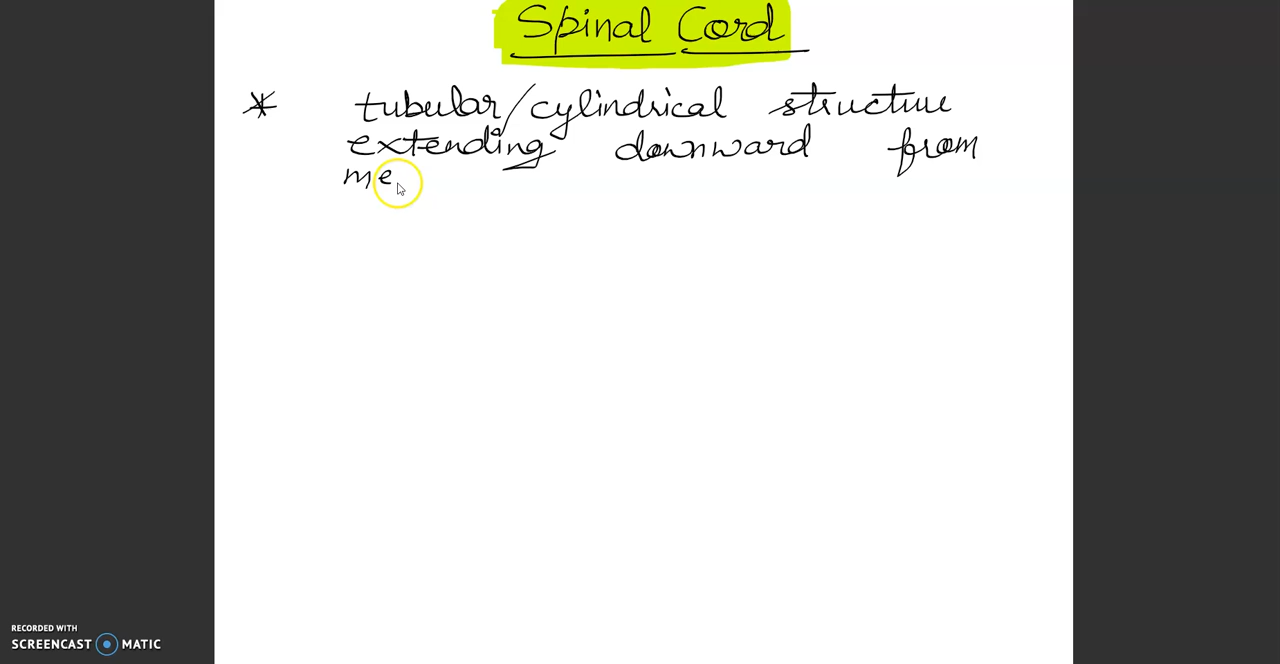 Spinal Cord
* tubular/cylindrical structure
extending downward from
me
RECORDED WITH
SCREENCAST MATIC